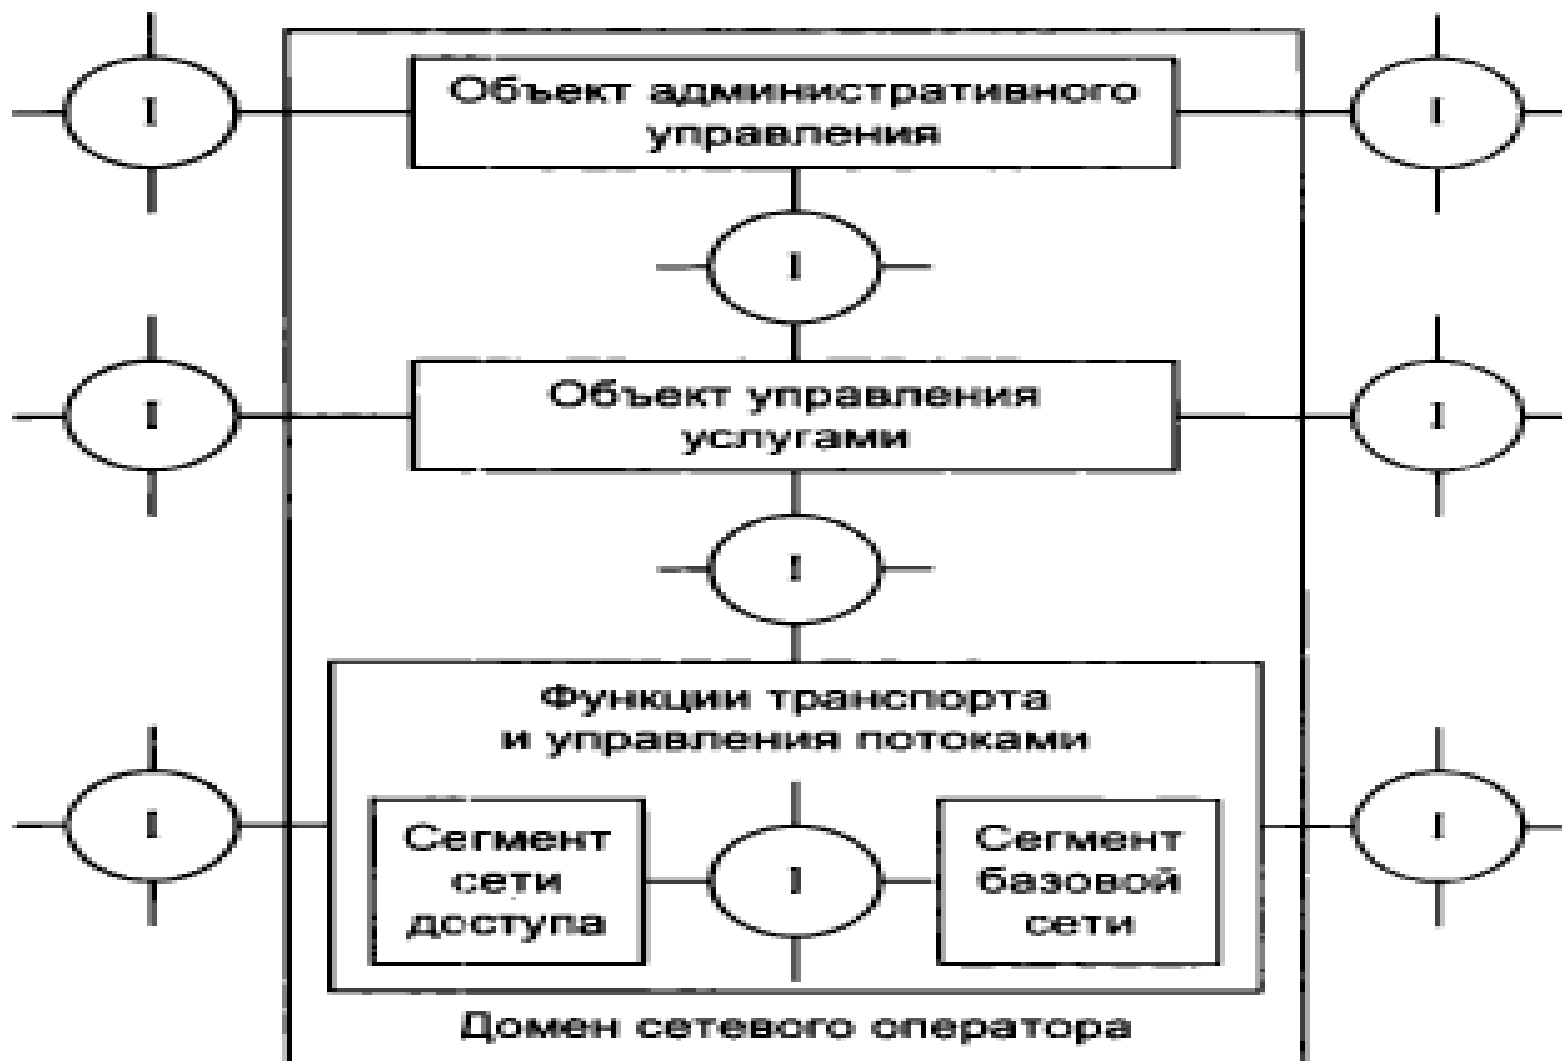 I
Объект административного
управления
I
I
I
Объект управления
услугами
I
I
Функции транспорта
и управления потоками
I
Сегмент
сети
доступа
I
Сегмент
базовой
сети
I
Домен сетевого оператора